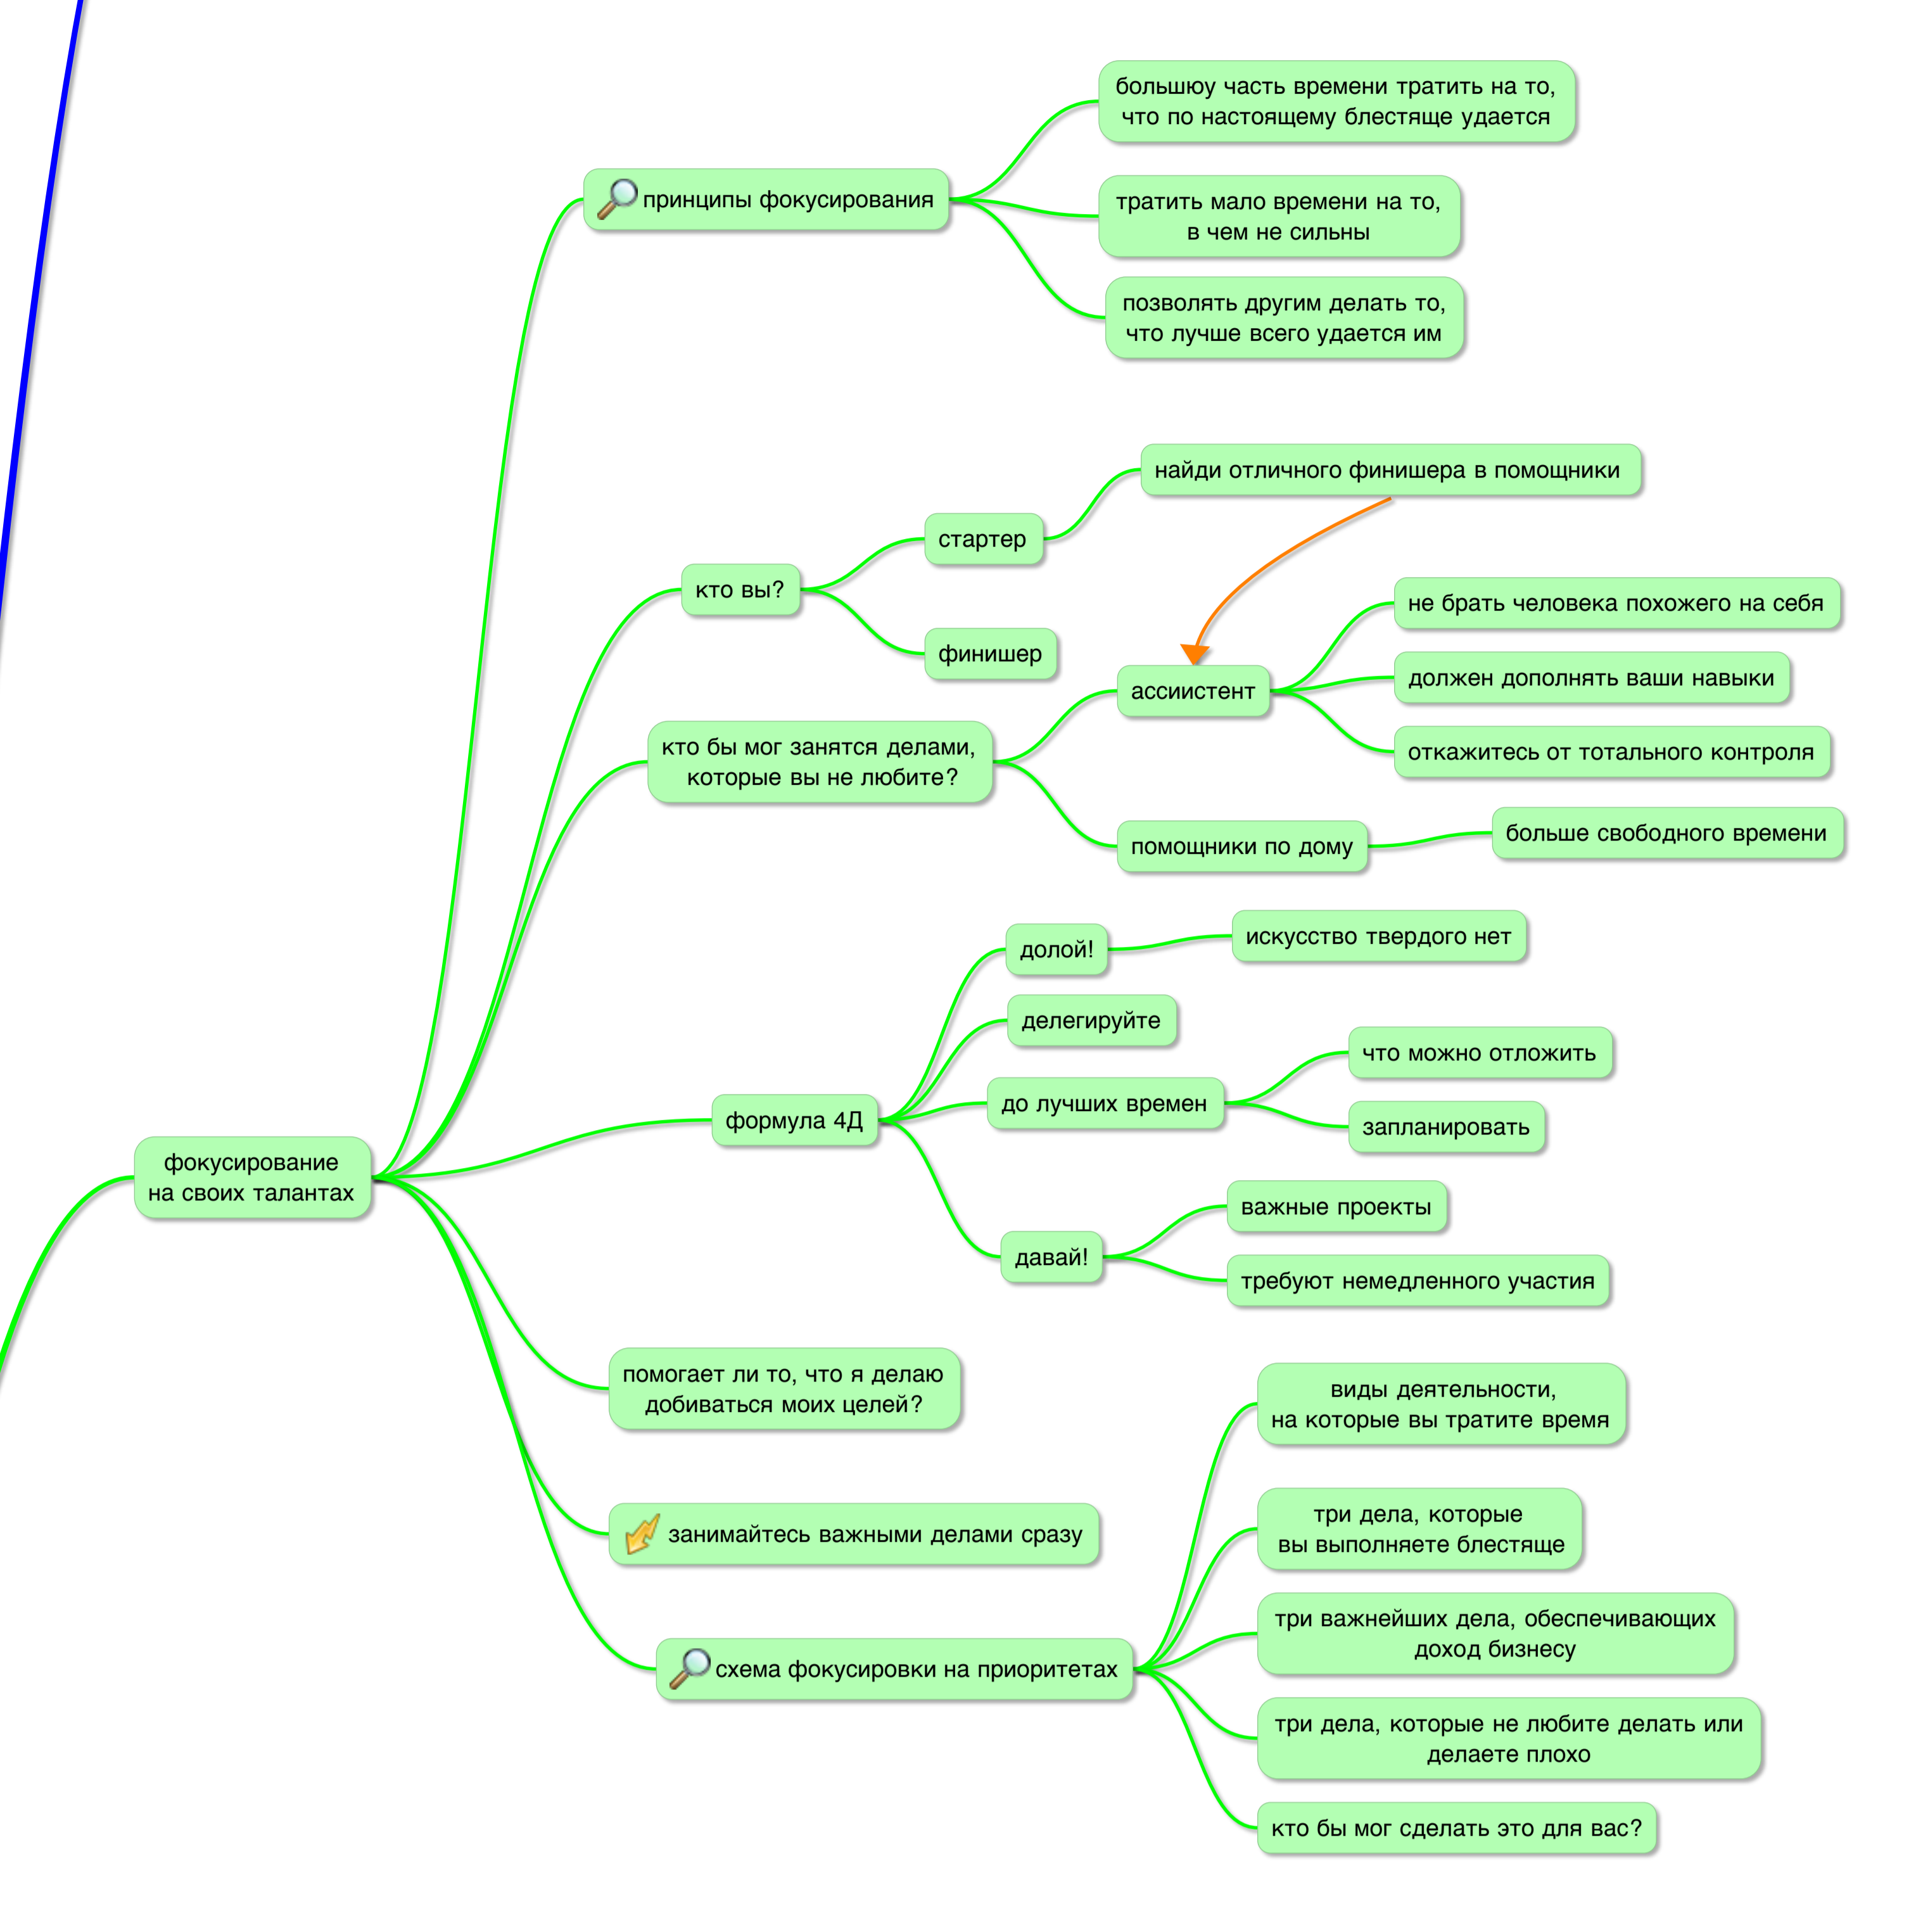 большюу часть времени тратить на то,
что по настоящему блестяще удается
принципы фокусирования
тратить мало времени на то,
в чем не сильны
позволять другим делать то,
что лучше всего удается им
найди отличного финишера в помощники
стартер
кто вы?
финишер
не брать человека похожего на себя
ассиистент
должен дополнять ваши навыки
откажитесь от тотального контроля
кто бы мог занятся делами,
которые вы не любите?
помощники по дому
больше свободного времени
долой!
искусство твердого нет
делегируйте
что можно отложить
до лучших времен
запланировать
формула 4Д
фокусирование
на своих талантах
важные проекты
давай!
требуют немедленного участия
помогает ли то, что я делаю
добиваться моих целей?
виды деятельности,
на которые вы тратите время
занимайтесь важными делами сразу
три дела, которые
вы выполняете блестяще
три важнейших дела, обеспечивающих
доход бизнесу
схема фокусировки на приоритетах
три дела, которые не любите делать или
делаете плохо
кто бы мог сделать это для вас?